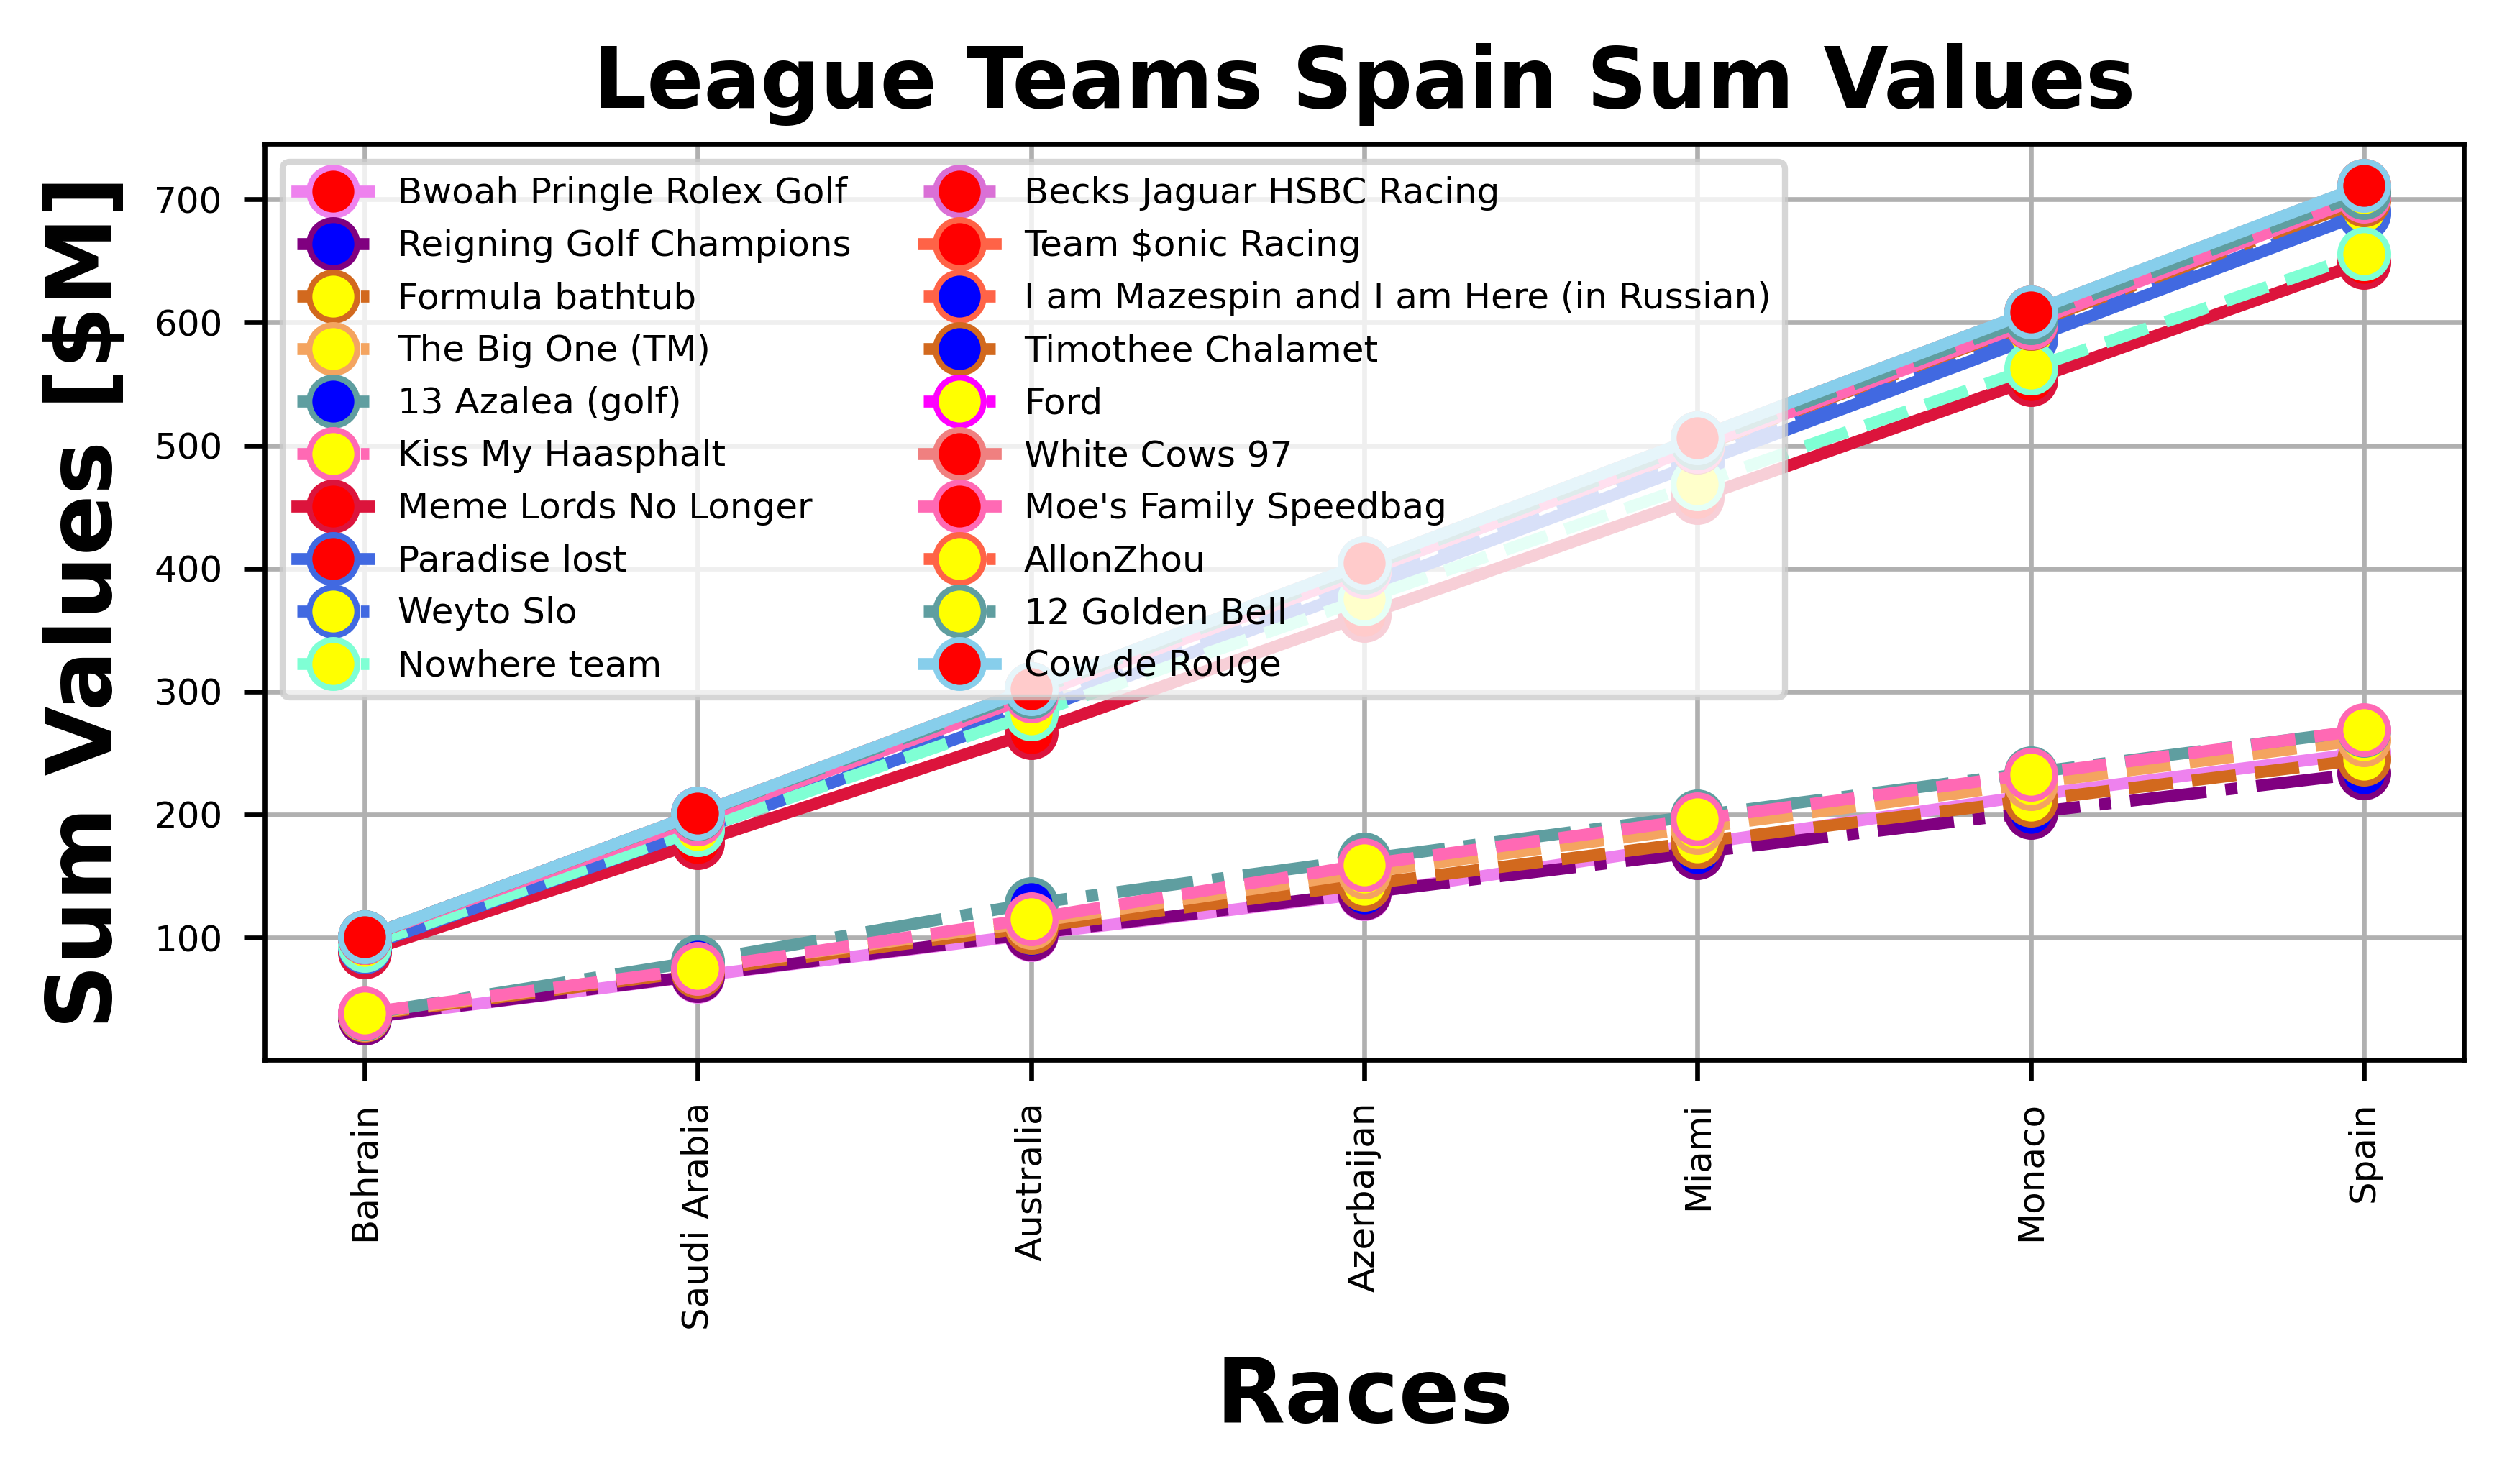 League Teams Spain Sum Values
Sum Values [$M]
700
600
500
400
300
200
100
Bwoah Pringle Rolex Golf
Reigning Golf Champions
Formula bathtub
The Big One (TM)
13 Azalea (golf)
Kiss My Haasphalt
Meme Lords No Longer
Paradise lost
Weyto Slo
Nowhere team
Becks Jaguar HSBC Racing
Team $onic Racing
I am Mazespin and I am Here (in Russian)
Timothee Chalamet
Ford
White Cows 97
Moe's Family Speedbag
AllonZhou
12 Golden Bell
Cow de Rouge
Bahrain
Saudi Arabia
Australia
Azerbaijan
Miami
Monaco
Spain
Races